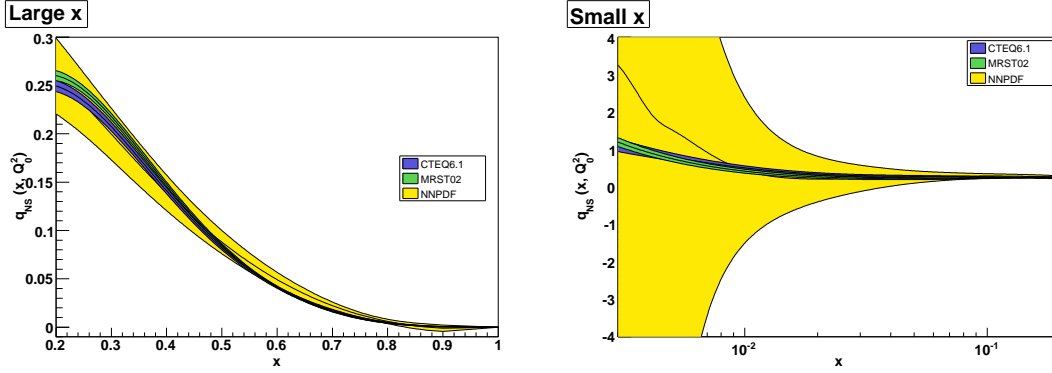 Large x
q_NS (x, Q_0^2)
0.3
0.25
0.2
0.15
0.1
0.05
0
CTEQ6.1
MRST02
NNPDF
0.2 0.3 0.4 0.5 0.6 0.7 0.8 0.9 1
x
Small x
q_NS (x, Q_0^2)
4
3
2
1
0
-1
-2
-3
-4
CTEQ6.1
MRST02
NNPDF
10^-2 10^-1
x